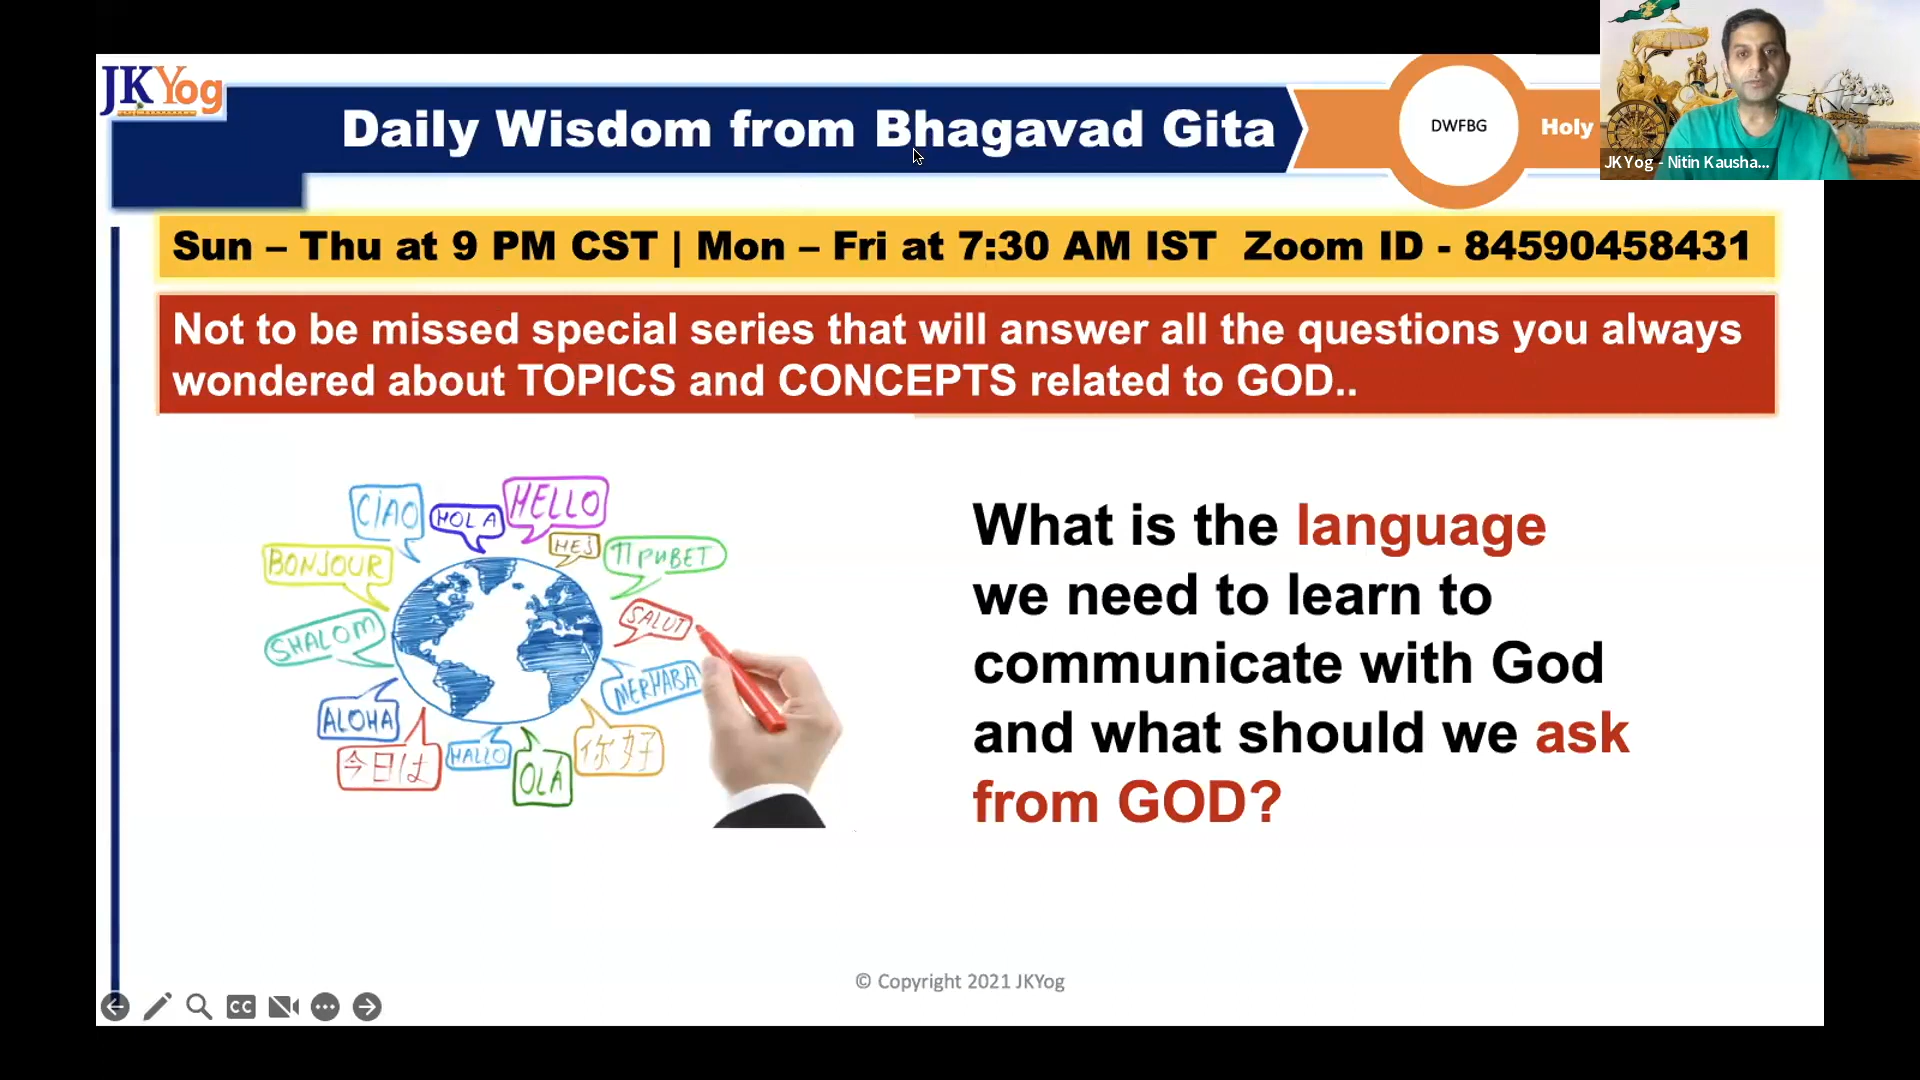 JKYog
Daily Wisdom from Bhagavad Gita
DWFBG
Holy
JK Yog - Nitin Kausha...
Sun – Thu at 9 PM CST | Mon – Fri at 7:30 AM IST Zoom ID - 84590458431
Not to be missed special series that will answer all the questions you always
wondered about TOPICS and CONCEPTS related to GOD..
CIAO
HOLA
HELLO
HEJ
ПРИВЕТ
BONJOUR
SALUT
SHALOM
MERHABA
ALOHA
今日は
HALLO
OLÁ
你好
What is the language
we need to learn to
communicate with God
and what should we ask
from GOD?
© Copyright 2021 JKYog
CC